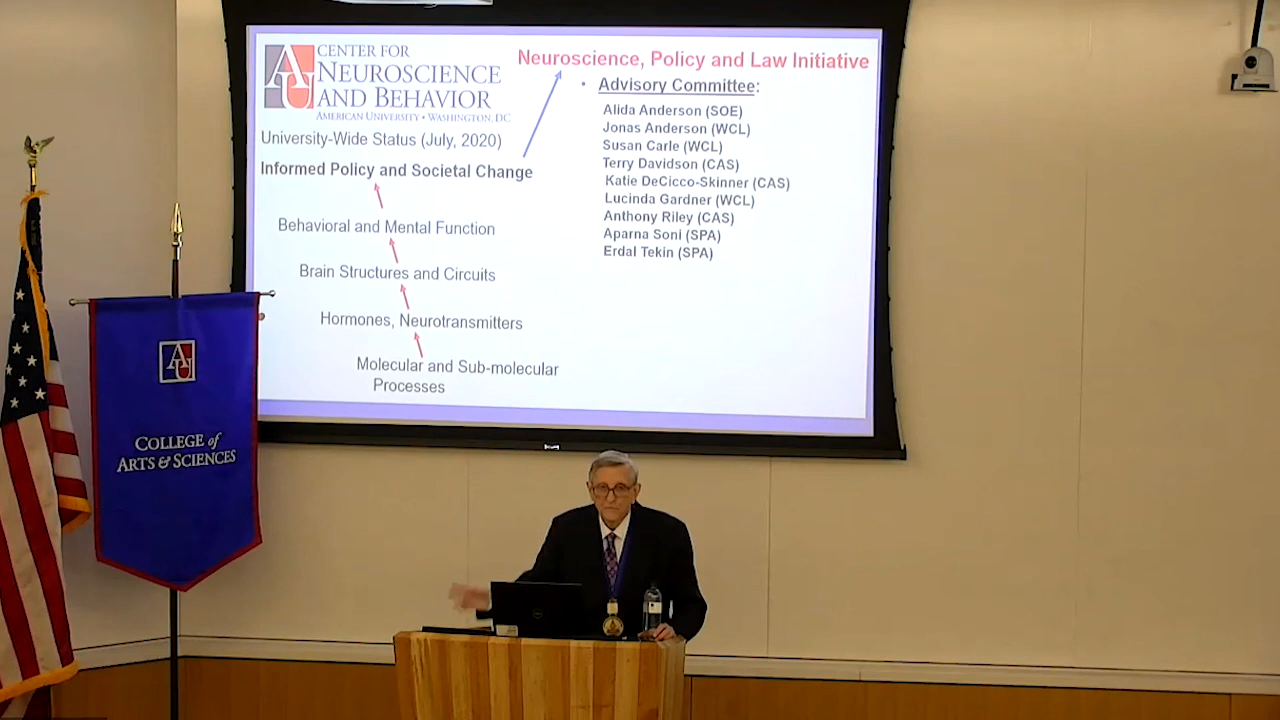 AU
CENTER FOR
NEUROSCIENCE
AND BEHAVIOR
AMERICAN UNIVERSITY • WASHINGTON, DC
University-Wide Status (July, 2020)
Informed Policy and Societal Change
Behavioral and Mental Function
Brain Structures and Circuits
Hormones, Neurotransmitters
Molecular and Sub-molecular
Processes
Neuroscience, Policy and Law Initiative
• Advisory Committee:
Alida Anderson (SOE)
Jonas Anderson (WCL)
Susan Carle (WCL)
Terry Davidson (CAS)
Katie DeCicco-Skinner (CAS)
Lucinda Gardner (WCL)
Anthony Riley (CAS)
Aparna Soni (SPA)
Erdal Tekin (SPA)
AU
COLLEGE of
ARTS & SCIENCES